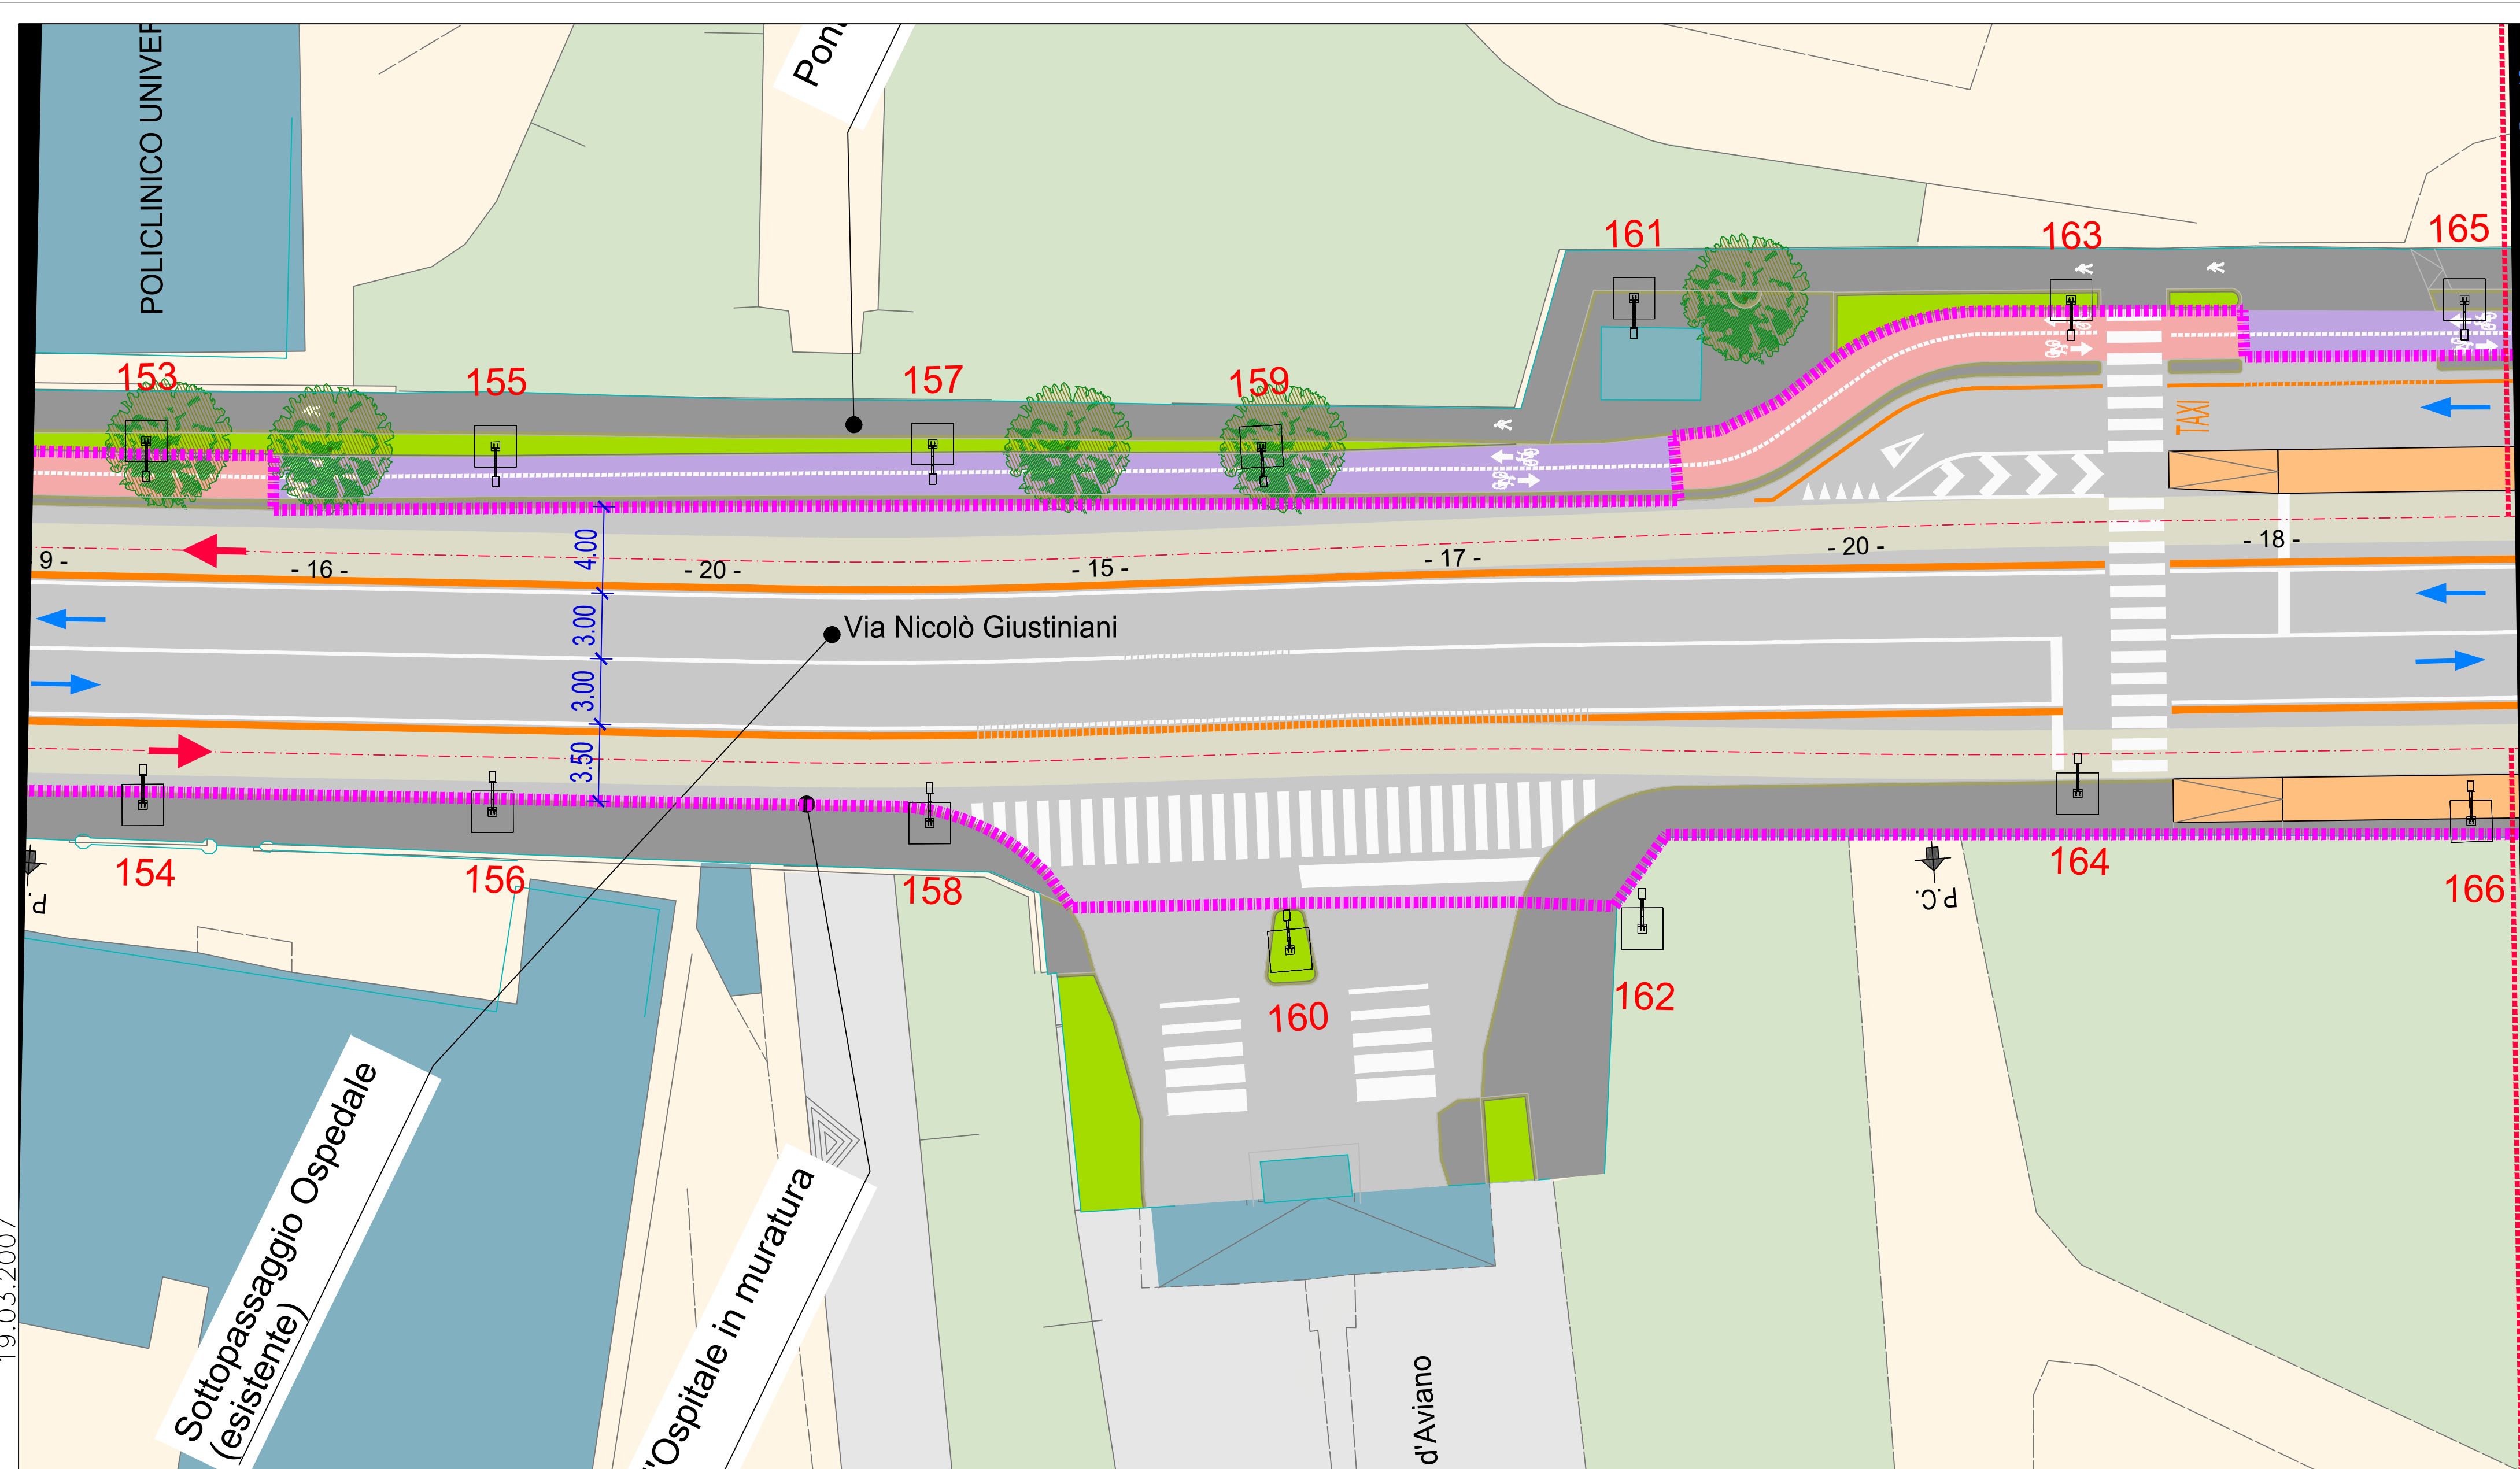 POLICLINICO UNIVER
Pon
161
163
165
153
155
157
159
TAXI
4.00
- 9 -
- 16 -
- 20 -
- 15 -
- 17 -
- 20 -
- 18 -
3.00
Via Nicolò Giustiniani
3.00
3.50
154
156
158
164
166
P.C.
P.
160
162
Sottopassaggio Ospedale
(esistente)
"Ospitale in muratura
d'Aviano
19.03.2007